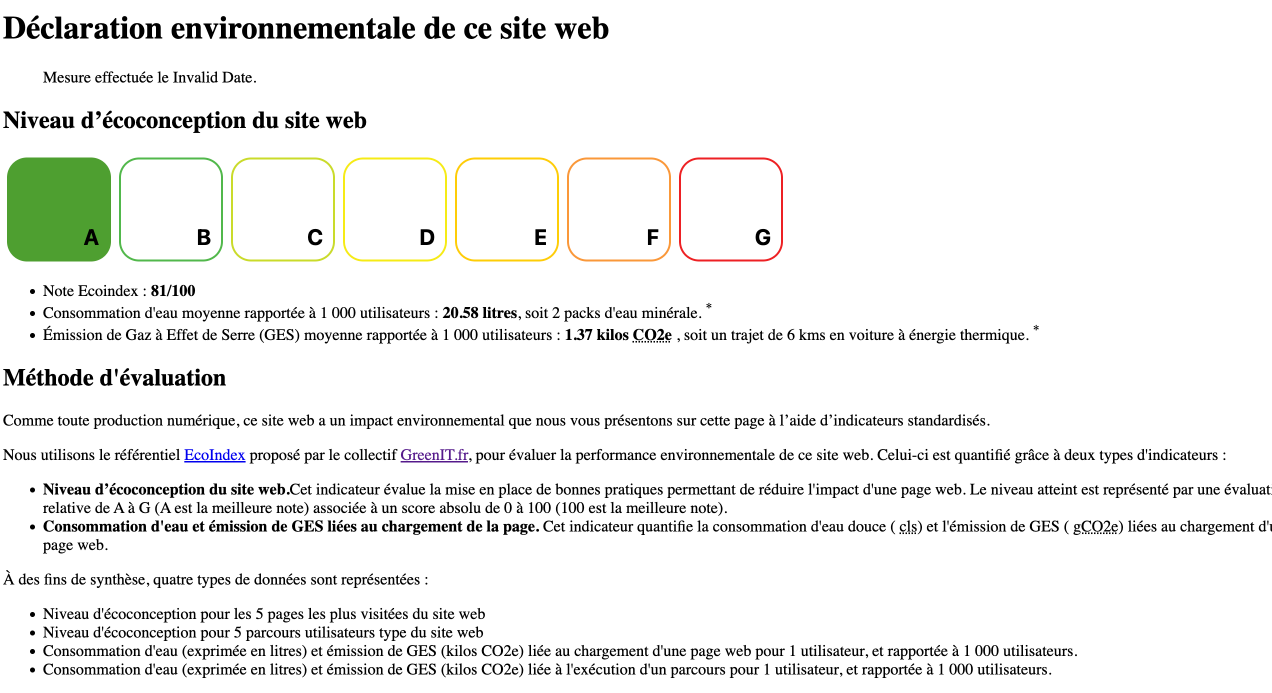 Déclaration environnementale de ce site web
Mesure effectuée le Invalid Date.
Niveau d’écoconception du site web
A B C D E F G
• Note Ecoindex : 81/100
• Consommation d'eau moyenne rapportée à 1 000 utilisateurs : 20.58 litres, soit 2 packs d'eau minérale. *
• Émission de Gaz à Effet de Serre (GES) moyenne rapportée à 1 000 utilisateurs : 1.37 kilos CO2e , soit un trajet de 6 kms en voiture à énergie thermique. *
Méthode d'évaluation
Comme toute production numérique, ce site web a un impact environnemental que nous vous présentons sur cette page à l’aide d’indicateurs standardisés.
Nous utilisons le référentiel EcoIndex proposé par le collectif GreenIT.fr, pour évaluer la performance environnementale de ce site web. Celui-ci est quantifié grâce à deux types d'indicateurs :
• Niveau d’écoconception du site web.Cet indicateur évalue la mise en place de bonnes pratiques permettant de réduire l'impact d'une page web. Le niveau atteint est représenté par une évaluati
relative de A à G (A est la meilleure note) associée à un score absolu de 0 à 100 (100 est la meilleure note).
• Consommation d'eau et émission de GES liées au chargement de la page. Cet indicateur quantifie la consommation d'eau douce ( cls) et l'émission de GES ( gCO2e) liées au chargement d'u
page web.
À des fins de synthèse, quatre types de données sont représentées :
• Niveau d'écoconception pour les 5 pages les plus visitées du site web
• Niveau d'écoconception pour 5 parcours utilisateurs type du site web
• Consommation d'eau (exprimée en litres) et émission de GES (kilos CO2e) liée au chargement d'une page web pour 1 utilisateur, et rapportée à 1 000 utilisateurs.
• Consommation d'eau (exprimée en litres) et émission de GES (kilos CO2e) liée à l'exécution d'un parcours pour 1 utilisateur, et rapportée à 1 000 utilisateurs.